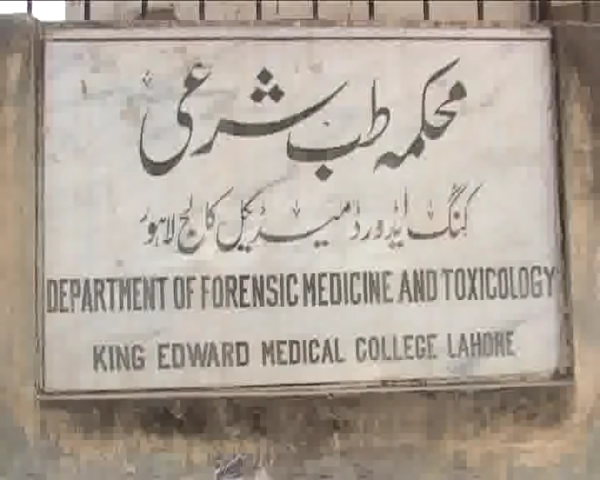 محکمہ طب شرعی
کنگ ایڈورڈ میڈیکل کالج لاہور
DEPARTMENT OF FORENSIC MEDICINE AND TOXICOLOGY
KING EDWARD MEDICAL COLLEGE LAHORE